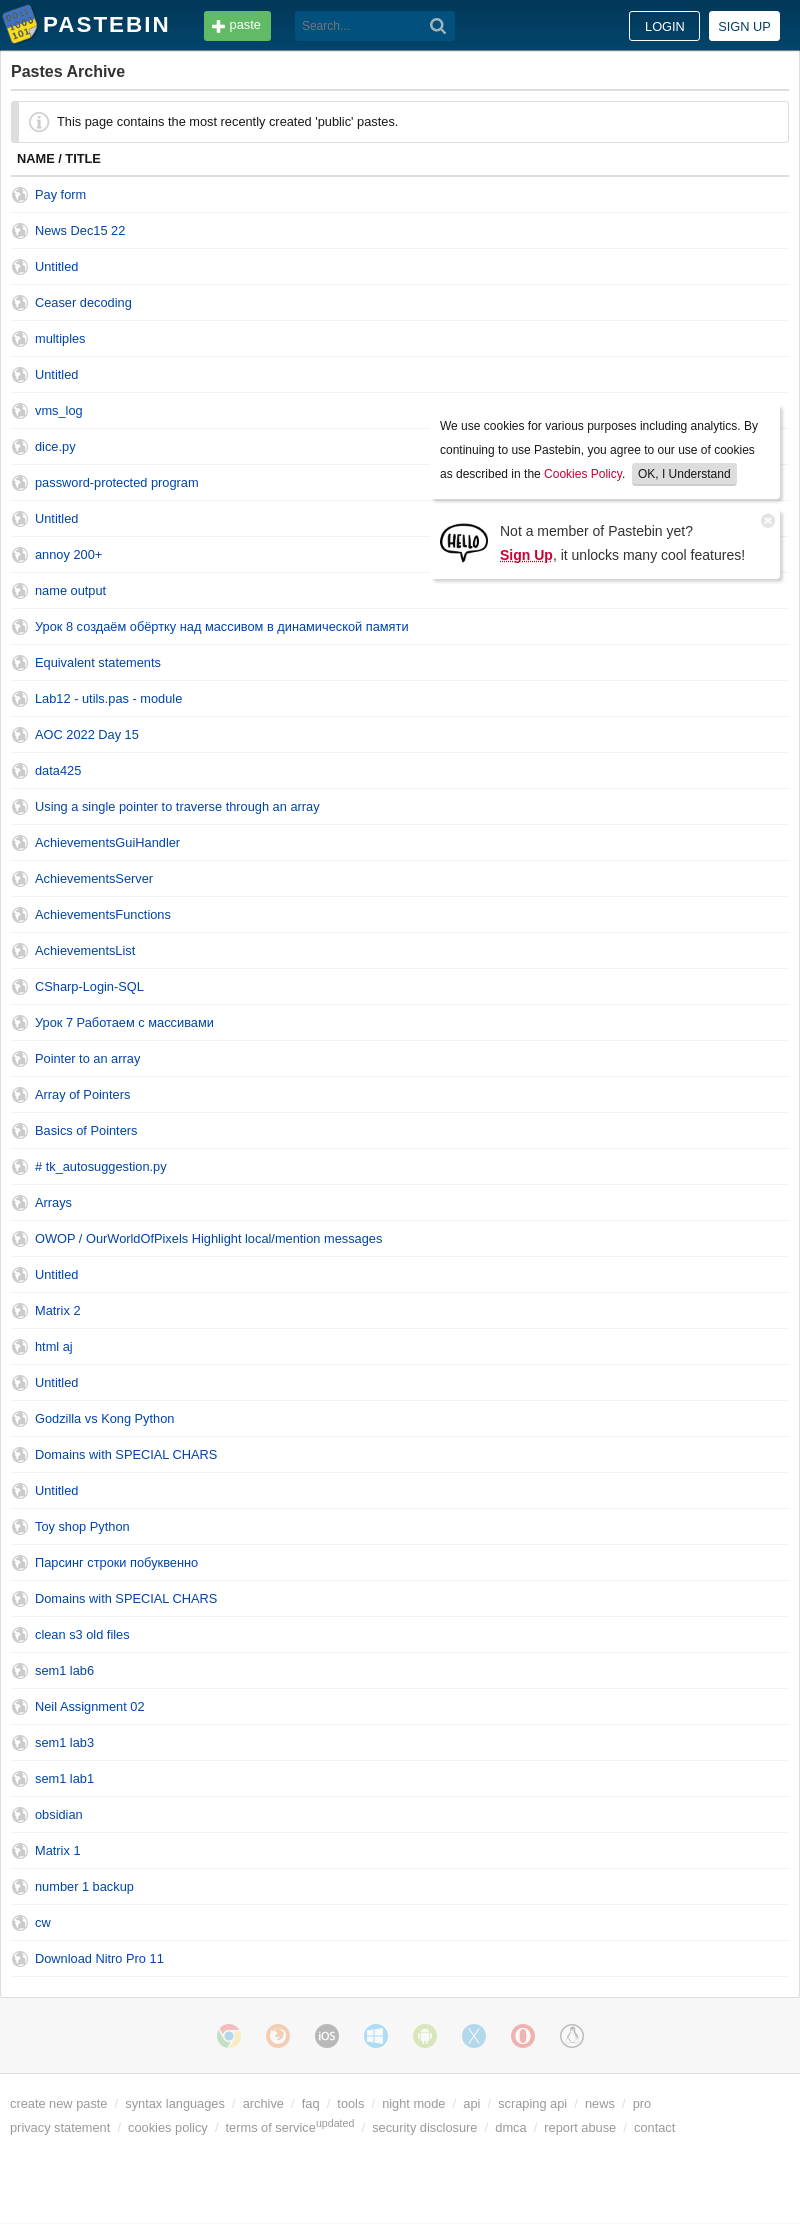 PASTEBIN
paste
Search...
LOGIN
SIGN UP
Pastes Archive
This page contains the most recently created 'public' pastes.
NAME / TITLE
Pay form
News Dec15 22
Untitled
Ceaser decoding
multiples
Untitled
vms_log
dice.py
password-protected program
Untitled
annoy 200+
name output
We use cookies for various purposes including analytics. By
continuing to use Pastebin, you agree to our use of cookies
as described in the Cookies Policy. OK, I Understand
HELLO
Not a member of Pastebin yet?
Sign Up, it unlocks many cool features!
Урок 8 создаём обёртку над массивом в динамической памяти
Equivalent statements
Lab12 - utils.pas - module
AOC 2022 Day 15
data425
Using a single pointer to traverse through an array
AchievementsGuiHandler
AchievementsServer
AchievementsFunctions
AchievementsList
CSharp-Login-SQL
Урок 7 Работаем с массивами
Pointer to an array
Array of Pointers
Basics of Pointers
# tk_autosuggestion.py
Arrays
OWOP / OurWorldOfPixels Highlight local/mention messages
Untitled
Matrix 2
html aj
Untitled
Godzilla vs Kong Python
Domains with SPECIAL CHARS
Untitled
Toy shop Python
Парсинг строки побуквенно
Domains with SPECIAL CHARS
clean s3 old files
sem1 lab6
Neil Assignment 02
sem1 lab3
sem1 lab1
obsidian
Matrix 1
number 1 backup
cw
Download Nitro Pro 11
iOS
create new paste / syntax languages / archive / faq / tools / night mode / api / scraping api / news / pro
privacy statement / cookies policy / terms of service updated / security disclosure / dmca / report abuse / contact